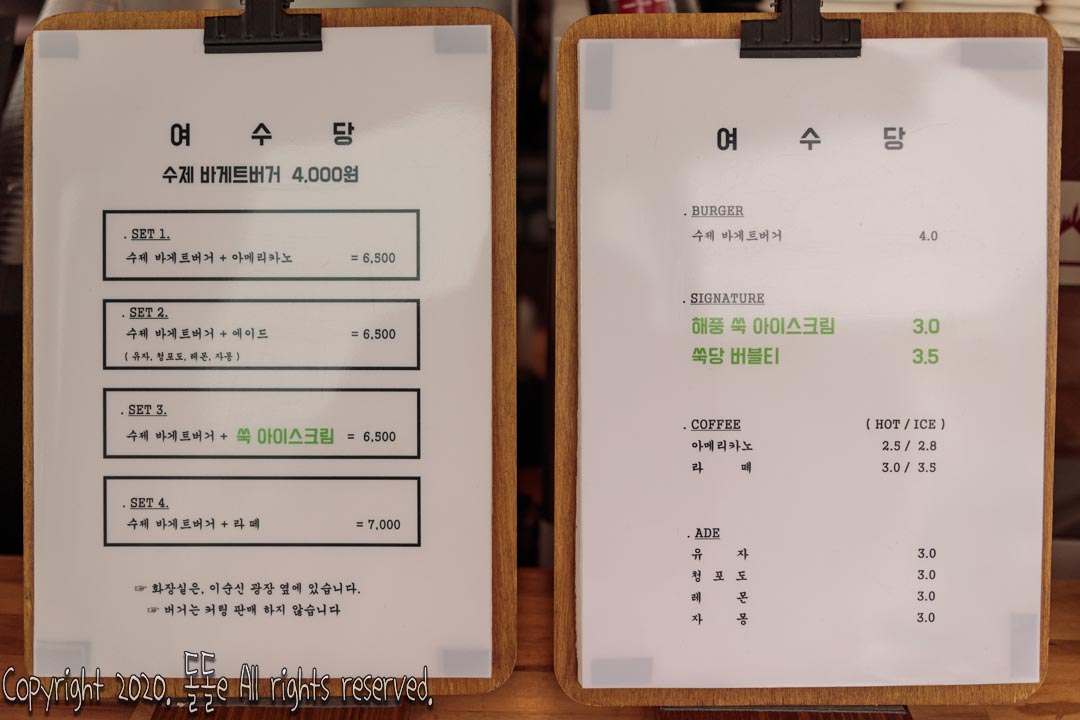 여 수 당
수제 바게트버거 4,000원
. SET 1.
수제 바게트버거 + 아메리카노 = 6,500
. SET 2.
수제 바게트버거 + 에이드 = 6,500
( 유자, 청포도, 레몬, 자몽 )
. SET 3.
수제 바게트버거 + 쑥 아이스크림 = 6,500
. SET 4.
수제 바게트버거 + 라 떼 = 7,000
☞ 화장실은, 이순신 광장 옆에 있습니다.
☞ 버거는 커팅 판매 하지 않습니다
여 수 당
. BURGER
수제 바게트버거 4.0
. SIGNATURE
해풍 쑥 아이스크림 3.0
쑥당 버블티 3.5
. COFFEE ( HOT / ICE )
아메리카노 2.5 / 2.8
라 떼 3.0 / 3.5
. ADE
유 자 3.0
청 포 도 3.0
레 몬 3.0
자 몽 3.0
Copyright 2020. 돌돌e All rights reserved.